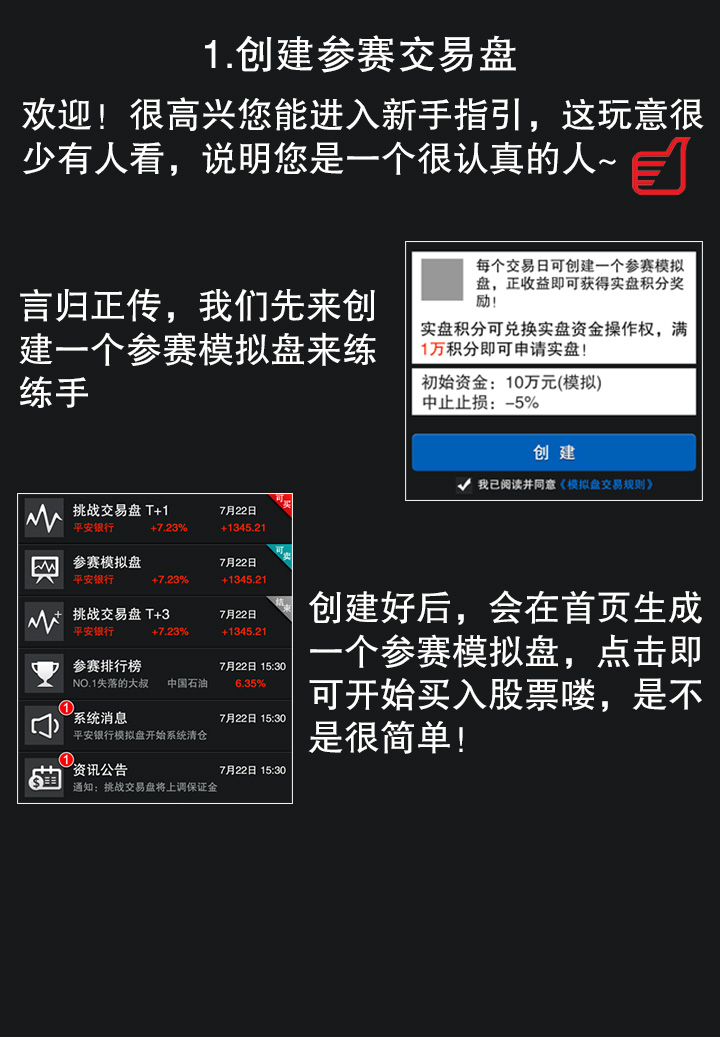 1.创建参赛交易盘
欢迎！很高兴您能进入新手指引，这玩意很
少有人看，说明您是一个很认真的人~
言归正传，我们先来创
建一个参赛模拟盘来练
练手
每个交易日可创建一个参赛模拟
盘，正收益即可获得实盘积分奖
励！
实盘积分可兑换实盘资金操作权，满
1万积分即可申请实盘！
初始资金：10万元(模拟)
中止止损：-5%
创 建
我已阅读并同意《模拟盘交易规则》
挑战交易盘 T+1 7月22日 可买
平安银行 +7.23% +1345.21
参赛模拟盘 7月22日 可卖
平安银行 +7.23% +1345.21
挑战交易盘 T+3 7月22日 结束
平安银行 +7.23% +1345.21
参赛排行榜 7月22日 15:30
NO.1失落的大叔 中国石油 6.35%
1 系统消息 7月22日 15:30
平安银行模拟盘开始系统清仓
1 资讯公告 7月22日 15:30
通知：挑战交易盘将上调保证金
创建好后，会在首页生成
一个参赛模拟盘，点击即
可开始买入股票喽，是不
是很简单！